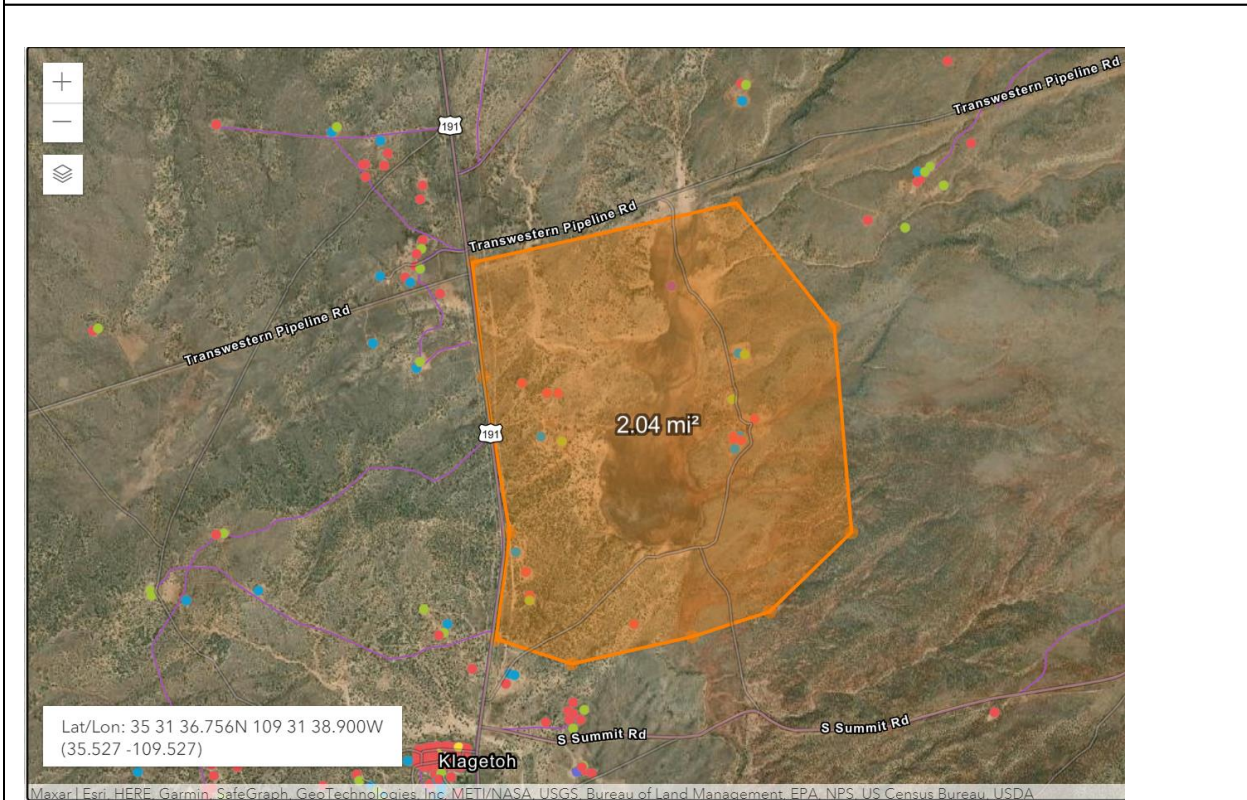 +
−
191
Transwestern Pipeline Rd
Transwestern Pipeline Rd
Transwestern Pipeline Rd
2.04 mi²
191
Lat/Lon: 35 31 36.756N 109 31 38.900W
(35.527 -109.527)
S Summit Rd
S Summit Rd
Klagetoh
Maxar | Esri, HERE, Garmin, SafeGraph, GeoTechnologies, Inc, METI/NASA, USGS, Bureau of Land Management, EPA, NPS, US Census Bureau, USDA